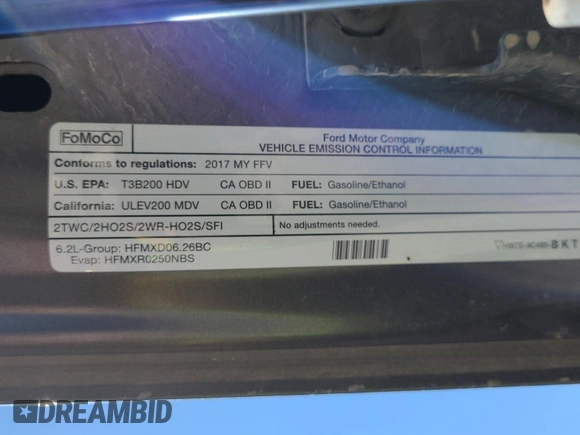 FoMoCo
Ford Motor Company
VEHICLE EMISSION CONTROL INFORMATION
Conforms to regulations: 2017 MY FFV
U.S. EPA: T3B200 HDV CA OBD II FUEL: Gasoline/Ethanol
California: ULEV200 MDV CA OBD II FUEL: Gasoline/Ethanol
2TWC/2HO2S/2WR-HO2S/SFI No adjustments needed.
6.2L-Group: HFMXD06.26BC
Evap: HFMXR0250NBS
BKT
DREAMBID